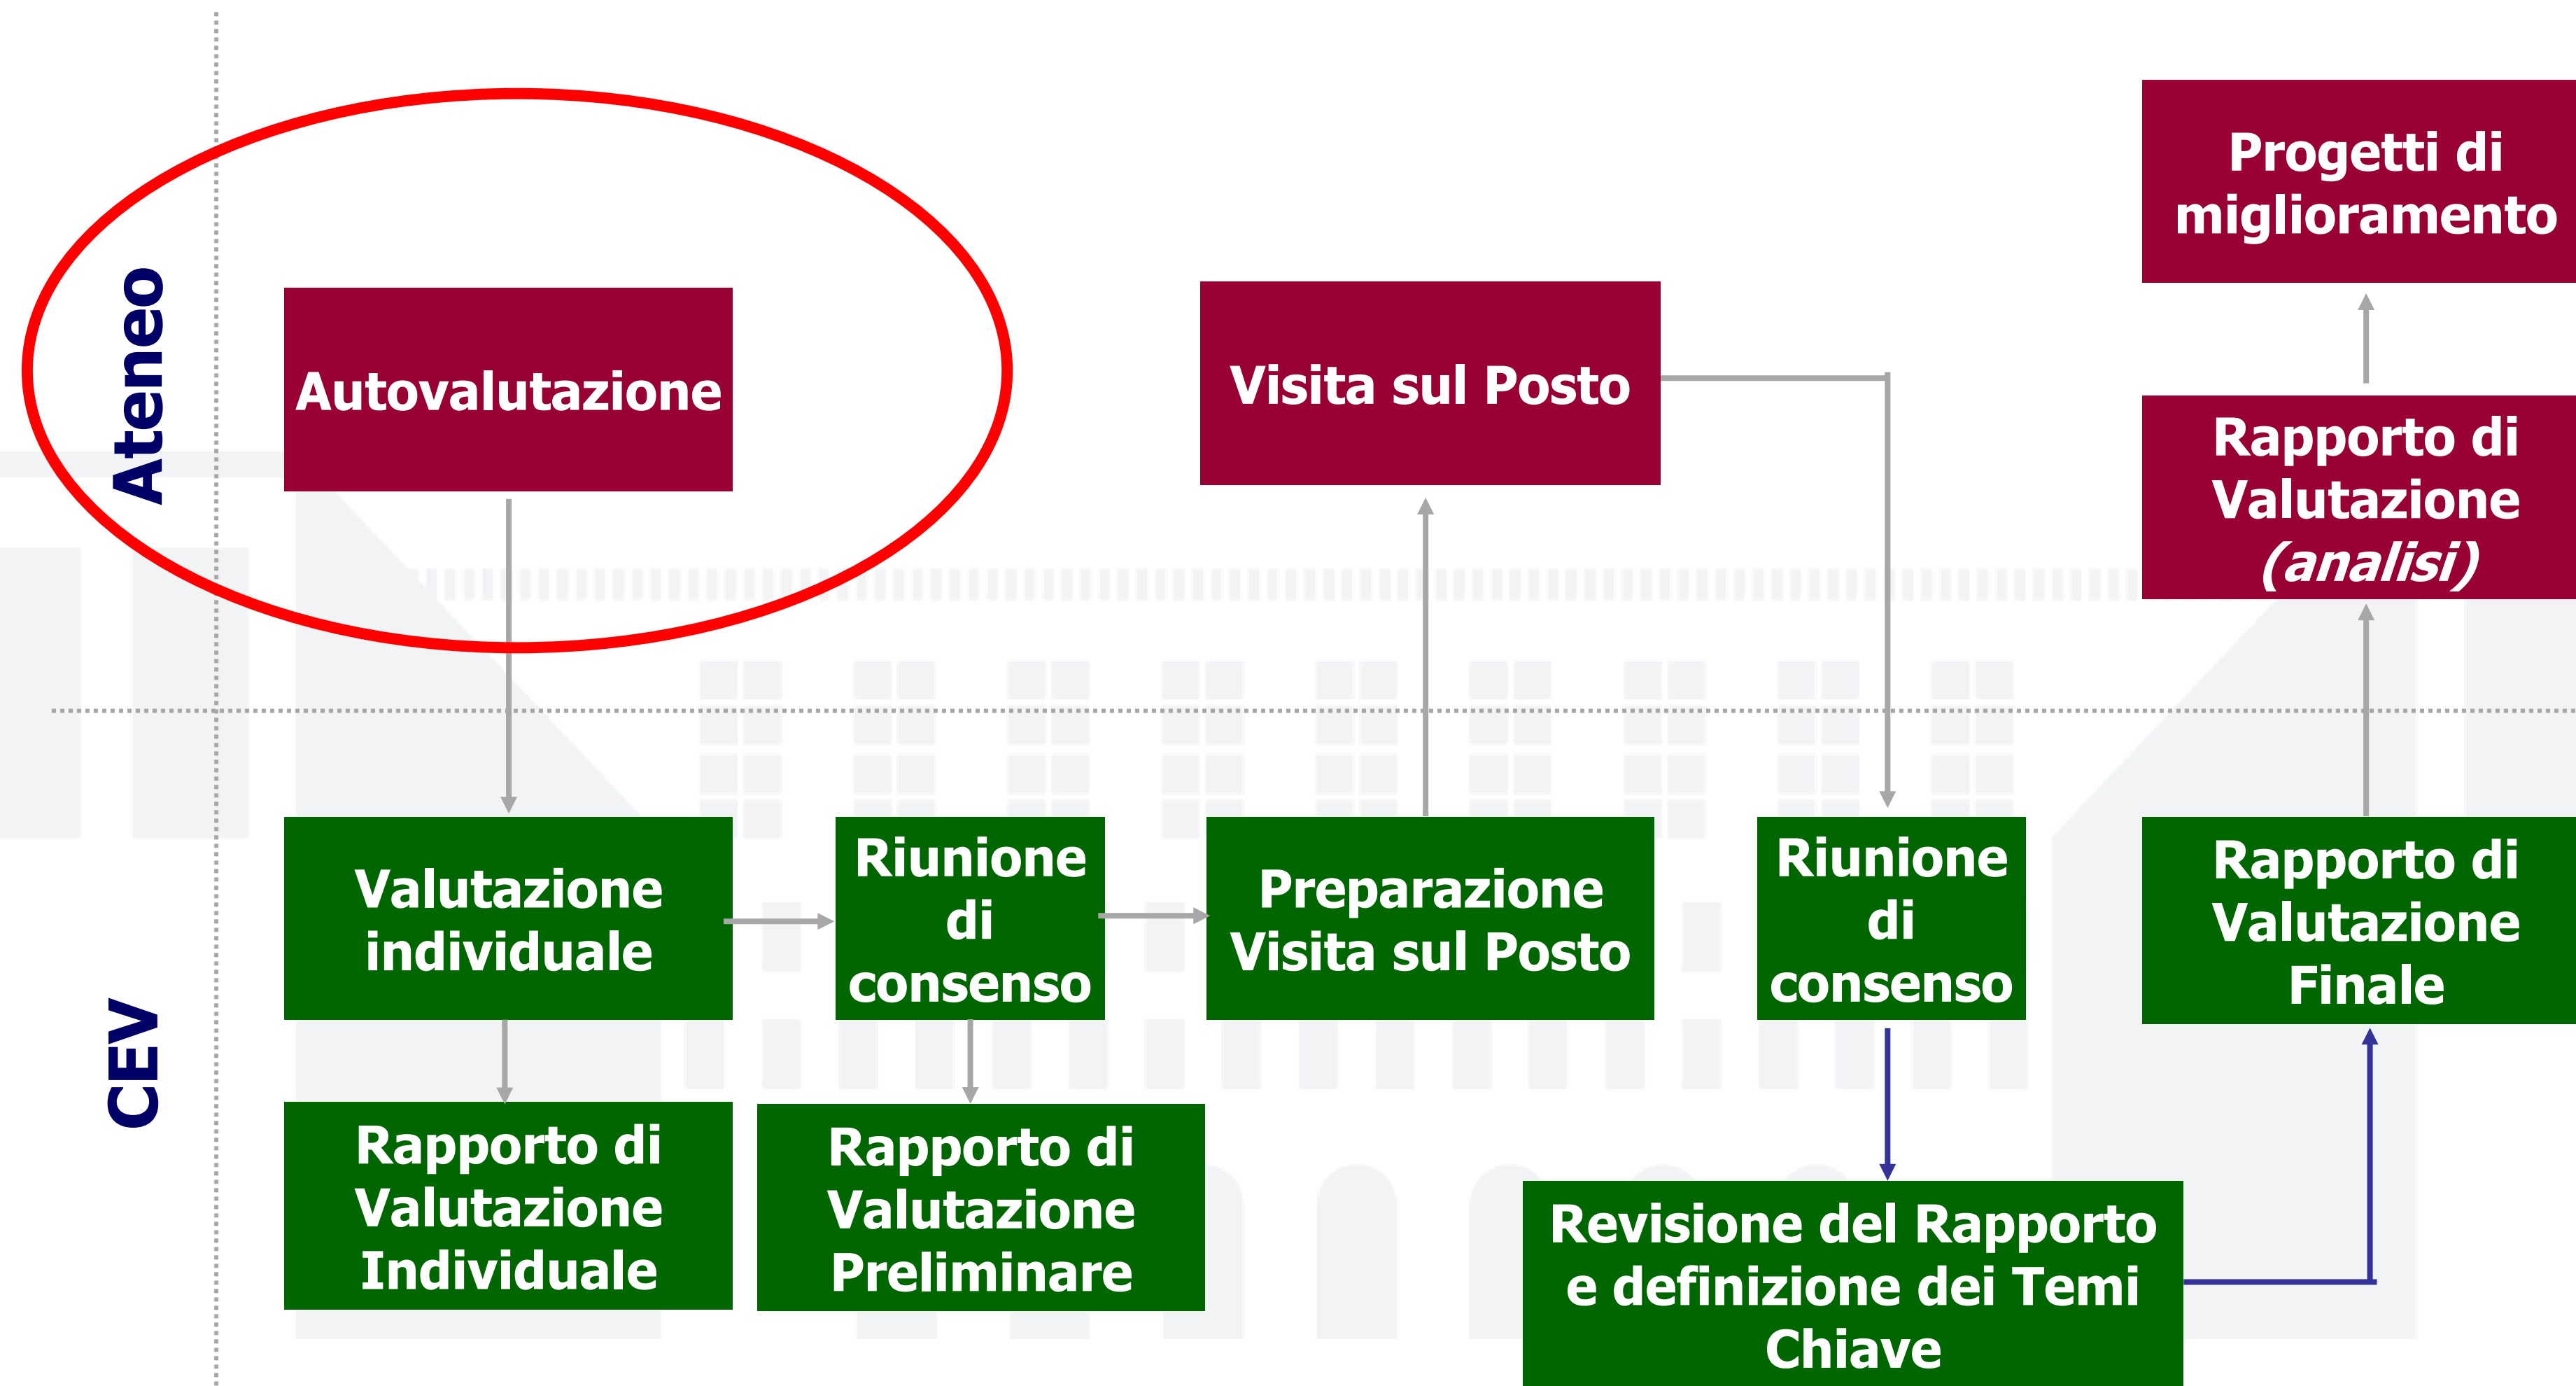 Ateneo
Autovalutazione
Visita sul Posto
Progetti di
miglioramento
Rapporto di
Valutazione
(analisi)
CEV
Valutazione
individuale
Riunione
di
consenso
Preparazione
Visita sul Posto
Riunione
di
consenso
Rapporto di
Valutazione
Finale
Rapporto di
Valutazione
Individuale
Rapporto di
Valutazione
Preliminare
Revisione del Rapporto
e definizione dei Temi
Chiave